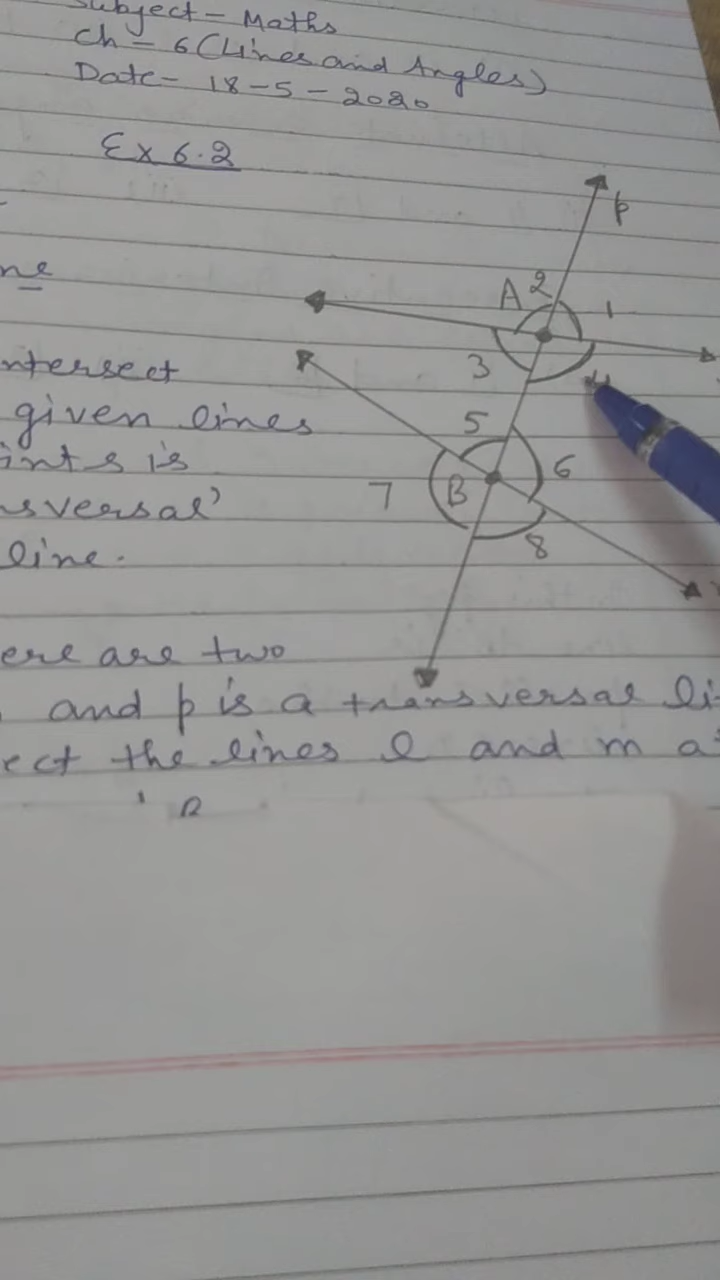 Subject - Maths
Ch - 6 (Lines and Angles)
Date - 18-5-2020
Ex 6.2
p
A 2 1
ne
3 4
ntersect
given lines
5
ints is
6
7 B
sversal'
8
line.
ere are two
and p is a transversal li
ect the lines l and m a